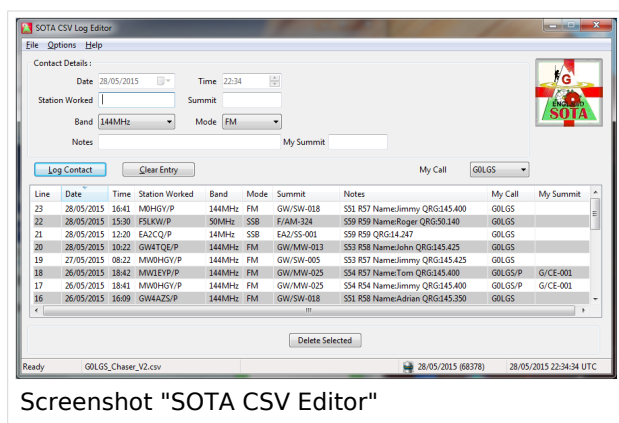 SOTA CSV Log Editor
File Options Help
Contact Details :
Date 28/05/2015 Time 22:34
Station Worked Summit
Band 144MHz Mode FM
Notes My Summit
G
ENGLAND
SOTA
Log Contact Clear Entry My Call G0LGS
Line Date Time Station Worked Band Mode Summit Notes My Call My Summit
23 28/05/2015 16:41 M0HGY/P 144MHz FM GW/SW-018 S51 R57 Name:Jimmy QRG:145.400 G0LGS
22 28/05/2015 15:30 F5LKW/P 50MHz SSB F/AM-324 S59 R59 Name:Roger QRG:50.140 G0LGS
21 28/05/2015 12:20 EA2CQ/P 14MHz SSB EA2/SS-001 S59 R59 QRG:14.247 G0LGS
20 28/05/2015 10:22 GW4TQE/P 144MHz FM GW/MW-013 S53 R58 Name:John QRG:145.425 G0LGS
19 27/05/2015 08:22 MW0HGY/P 144MHz FM GW/SW-005 S53 R57 Name:Jimmy QRG:145.425 G0LGS
18 26/05/2015 18:42 MW1EYP/P 144MHz FM GW/MW-025 S55 R57 Name:Tom QRG:145.400 G0LGS/P G/CE-001
17 26/05/2015 18:41 MW0HGY/P 144MHz FM GW/MW-025 S54 R54 Name:Jimmy QRG:145.400 G0LGS/P G/CE-001
16 26/05/2015 16:09 GW4AZS/P 144MHz FM GW/SW-018 S51 R58 Name:Adrian QRG:145.350 G0LGS
Delete Selected
Ready G0LGS_Chaser_V2.csv 28/05/2015 (68378) 28/05/2015 22:34:34 UTC
Screenshot "SOTA CSV Editor"